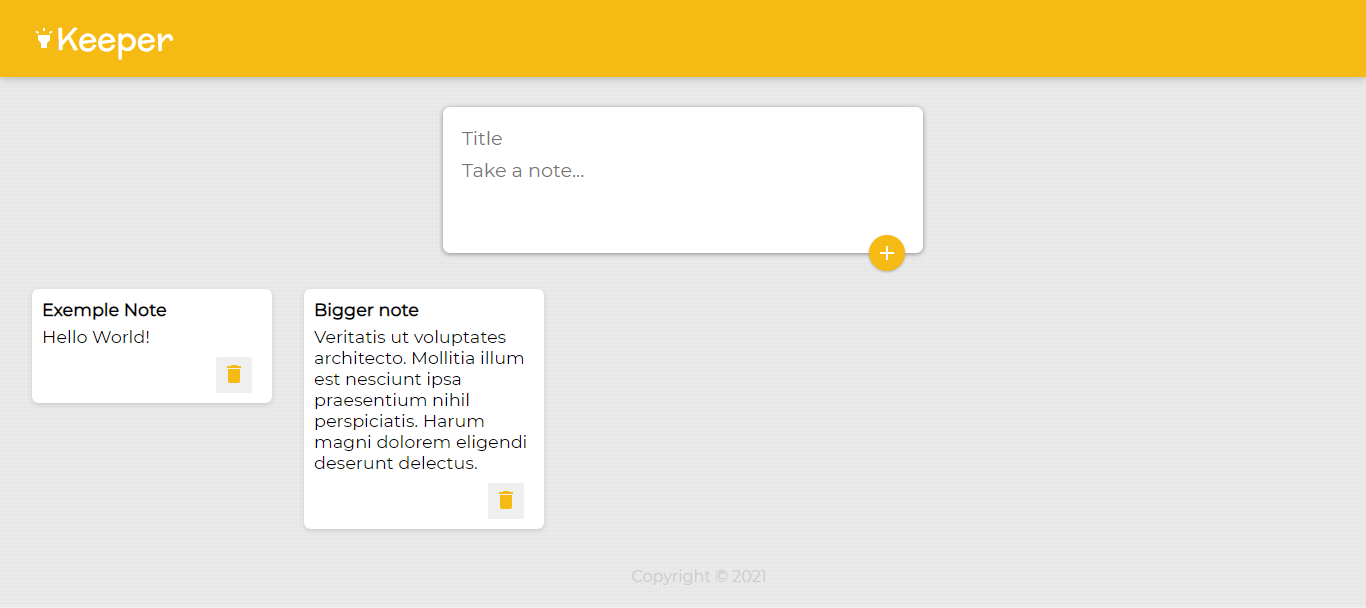 Keeper
Title
Take a note...
Exemple Note
Hello World!
Bigger note
Veritatis ut voluptates
architecto. Mollitia illum
est nesciunt ipsa
praesentium nihil
perspiciatis. Harum
magni dolorem eligendi
deserunt delectus.
Copyright © 2021